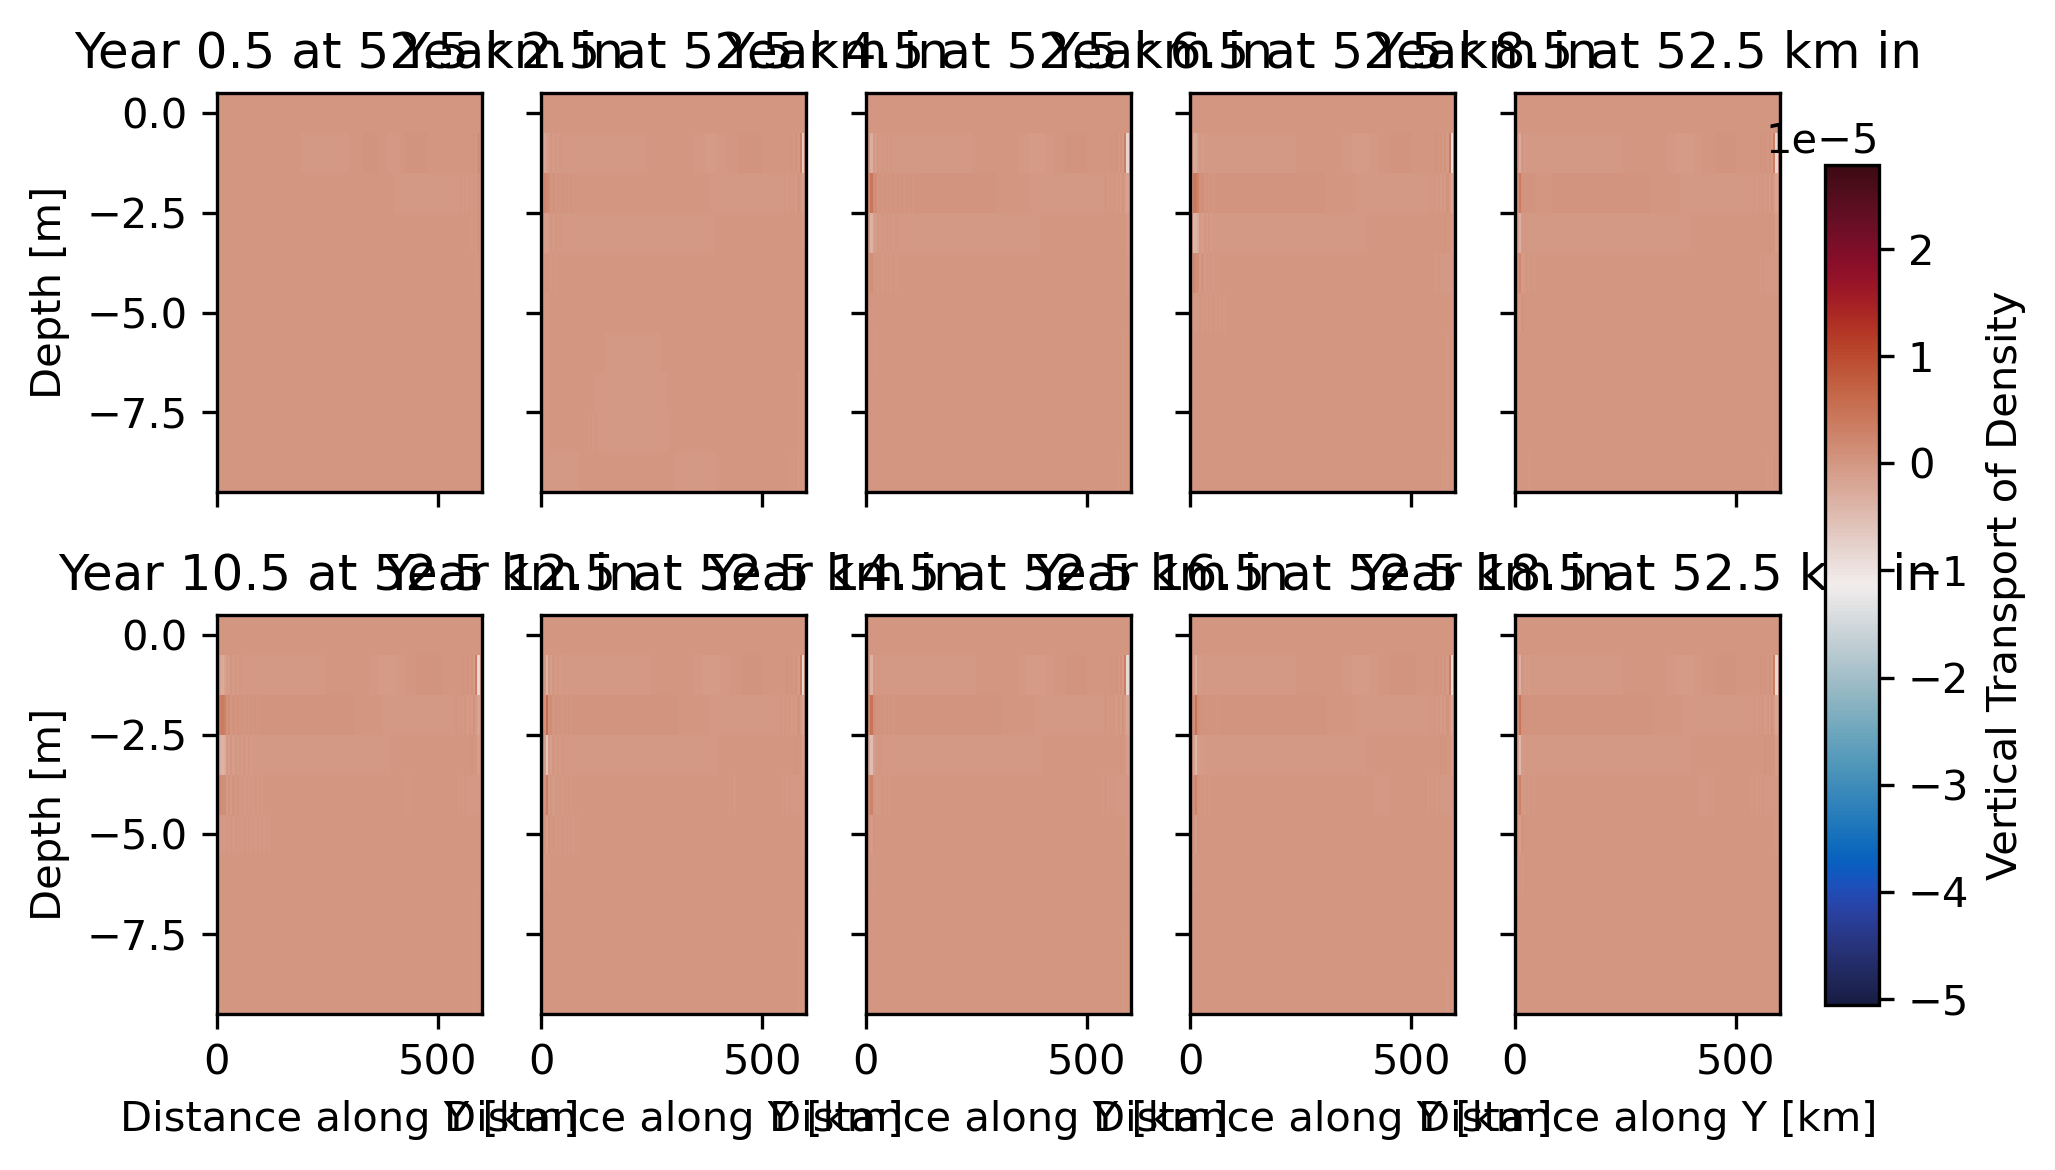 Year 0.5 at 52.5 km in
Year 2.5 at 52.5 km in
Year 4.5 at 52.5 km in
Year 6.5 at 52.5 km in
Year 8.5 at 52.5 km in
0.0
−2.5
−5.0
−7.5
Depth [m]
Year 10.5 at 52.5 km in
Year 12.5 at 52.5 km in
Year 14.5 at 52.5 km in
Year 16.5 at 52.5 km in
Year 18.5 at 52.5 km in
0.0
−2.5
−5.0
−7.5
Depth [m]
0 500
0 500
0 500
0 500
0 500
Distance along Y [km]
Distance along Y [km]
Distance along Y [km]
Distance along Y [km]
Distance along Y [km]
1e−5
2
1
0
−1
−2
−3
−4
−5
Vertical Transport of Density